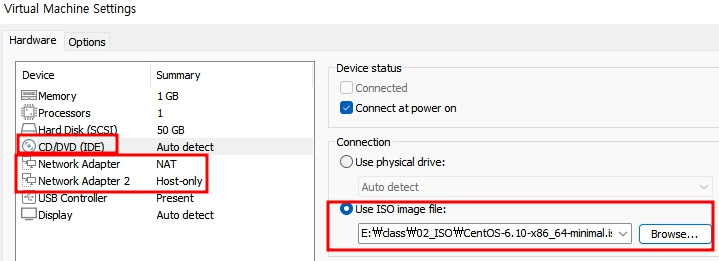 Virtual Machine Settings
Hardware Options
Device Summary
Memory 1 GB
Processors 1
Hard Disk (SCSI) 50 GB
CD/DVD (IDE) Auto detect
Network Adapter NAT
Network Adapter 2 Host-only
USB Controller Present
Display Auto detect
Device status
Connected
Connect at power on
Connection
Use physical drive:
Auto detect
Use ISO image file:
E:₩class₩02_ISO₩CentOS-6.10-x86_64-minimal.is Browse...